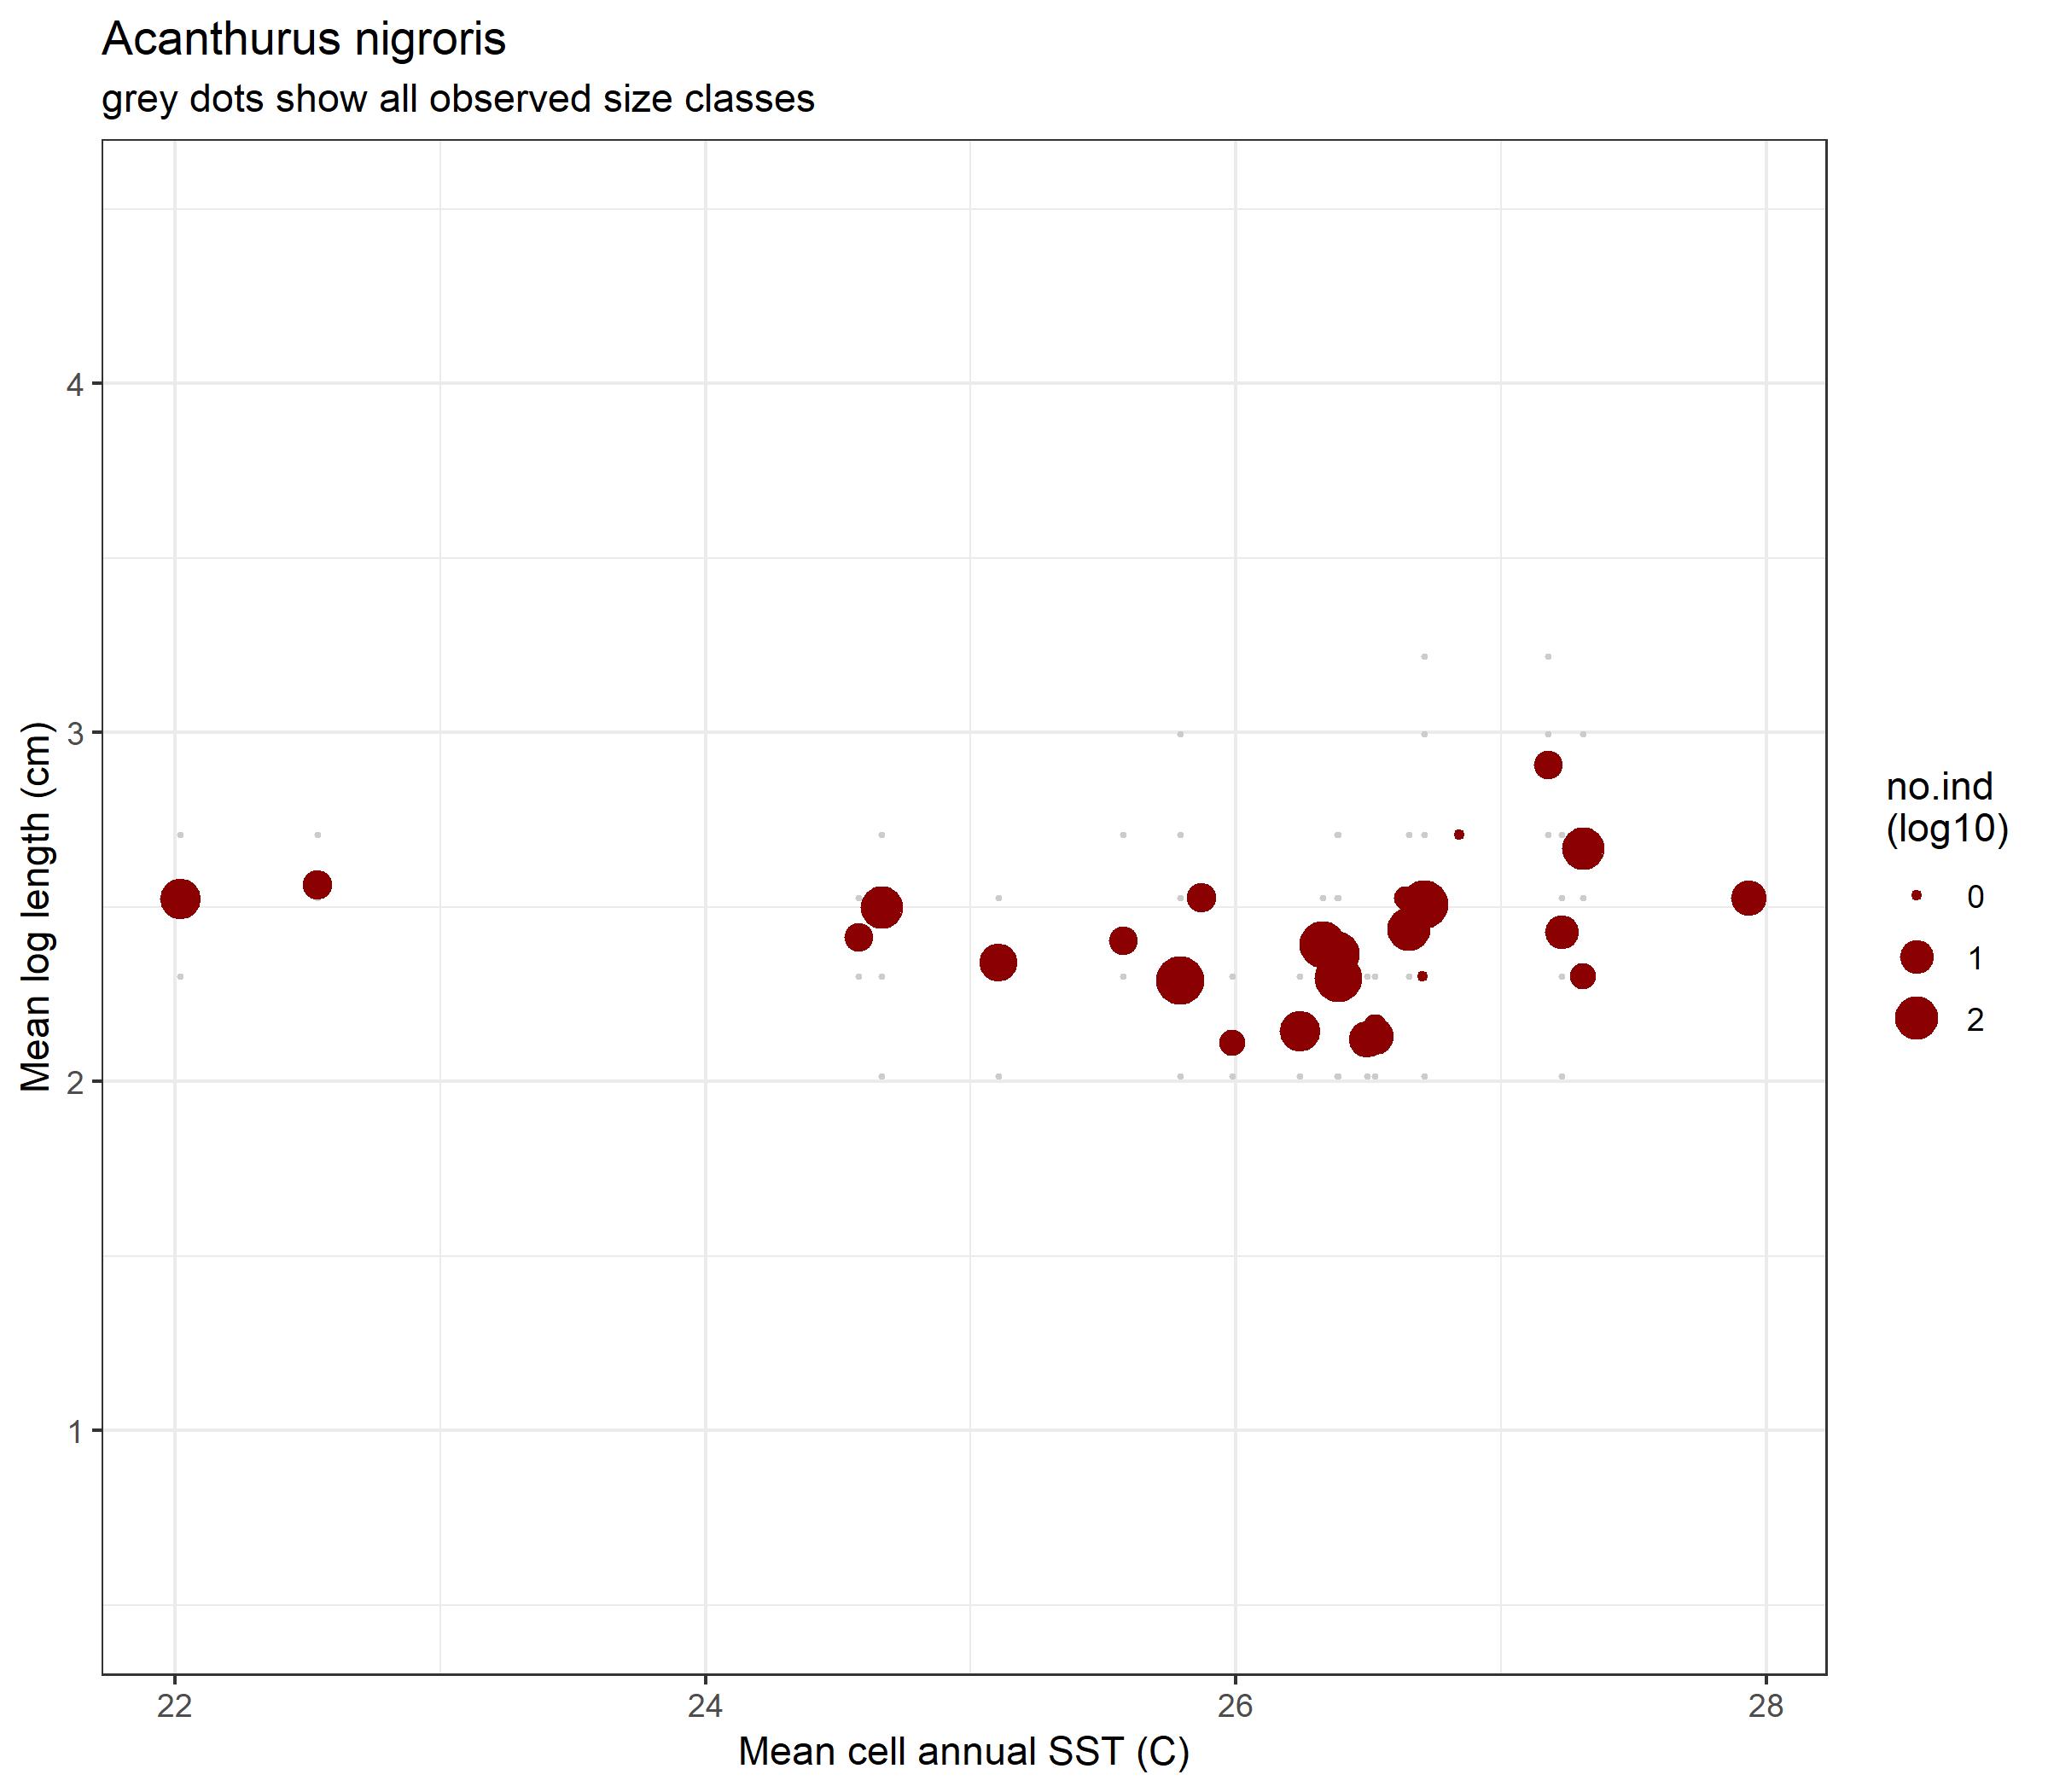 Acanthurus nigroris
grey dots show all observed size classes
Mean log length (cm)
4
3
2
1
22
24
26
28
Mean cell annual SST (C)
no.ind
(log10)
0
1
2